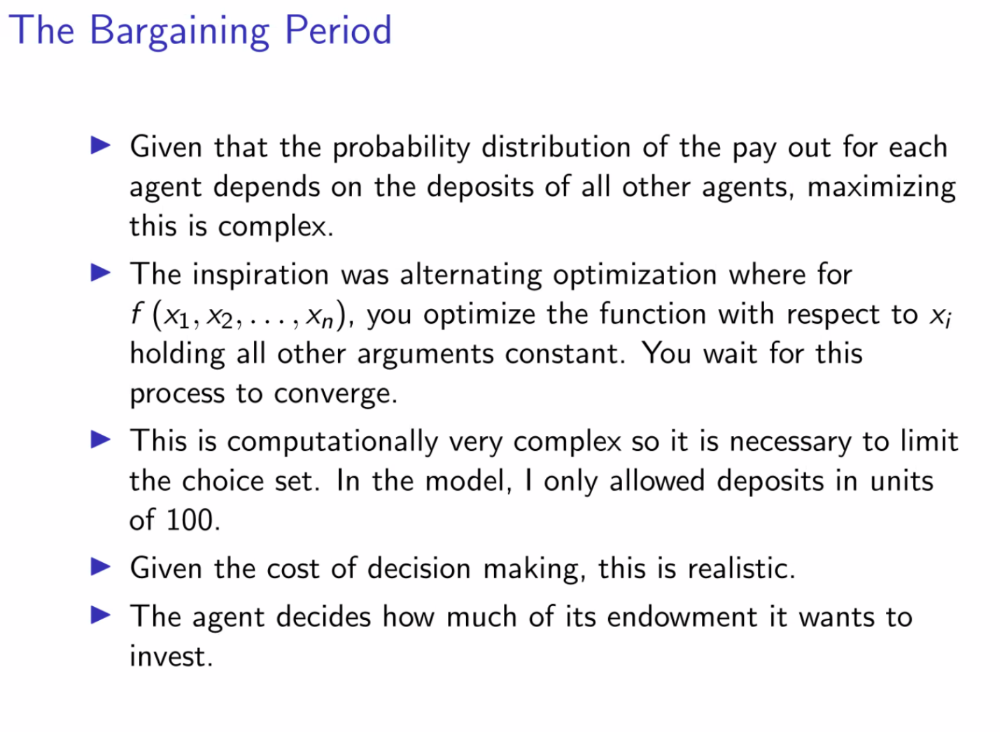 The Bargaining Period
▶ Given that the probability distribution of the pay out for each
agent depends on the deposits of all other agents, maximizing
this is complex.
▶ The inspiration was alternating optimization where for
f (x₁, x₂, . . . , xₙ), you optimize the function with respect to xᵢ
holding all other arguments constant. You wait for this
process to converge.
▶ This is computationally very complex so it is necessary to limit
the choice set. In the model, I only allowed deposits in units
of 100.
▶ Given the cost of decision making, this is realistic.
▶ The agent decides how much of its endowment it wants to
invest.